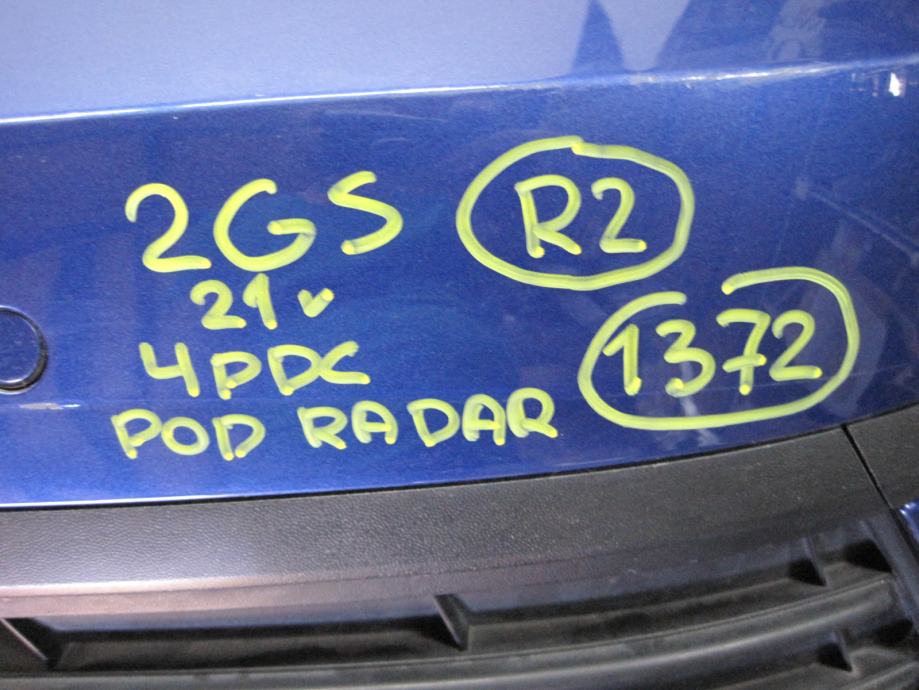 2GS R2
21v
4PDC 1372
POD RADAR